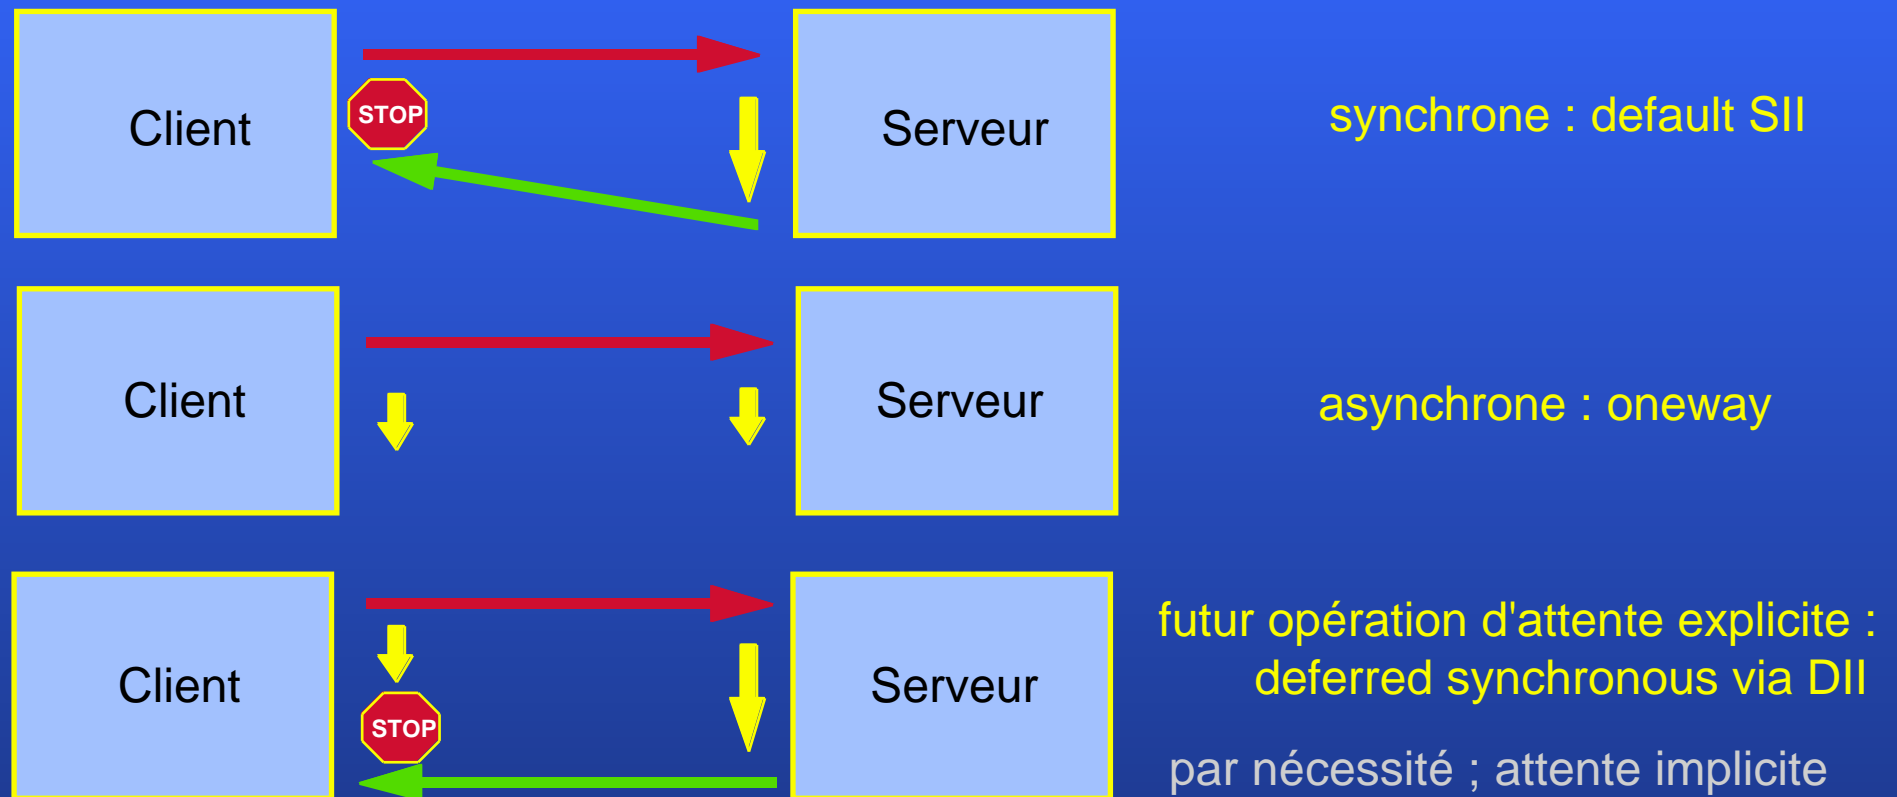 Client
STOP
Serveur
synchrone : default SII
Client
Serveur
asynchrone : oneway
Client
STOP
Serveur
futur opération d'attente explicite :
deferred synchronous via DII
par nécessité ; attente implicite